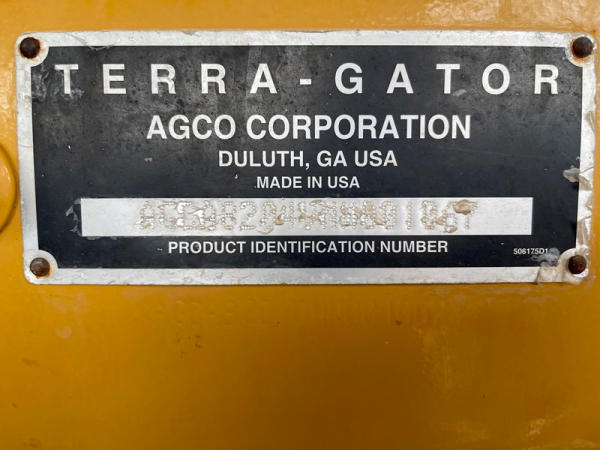 TERRA-GATOR
AGCO CORPORATION
DULUTH, GA USA
MADE IN USA
PRODUCT IDENTIFICATION NUMBER
506175D1